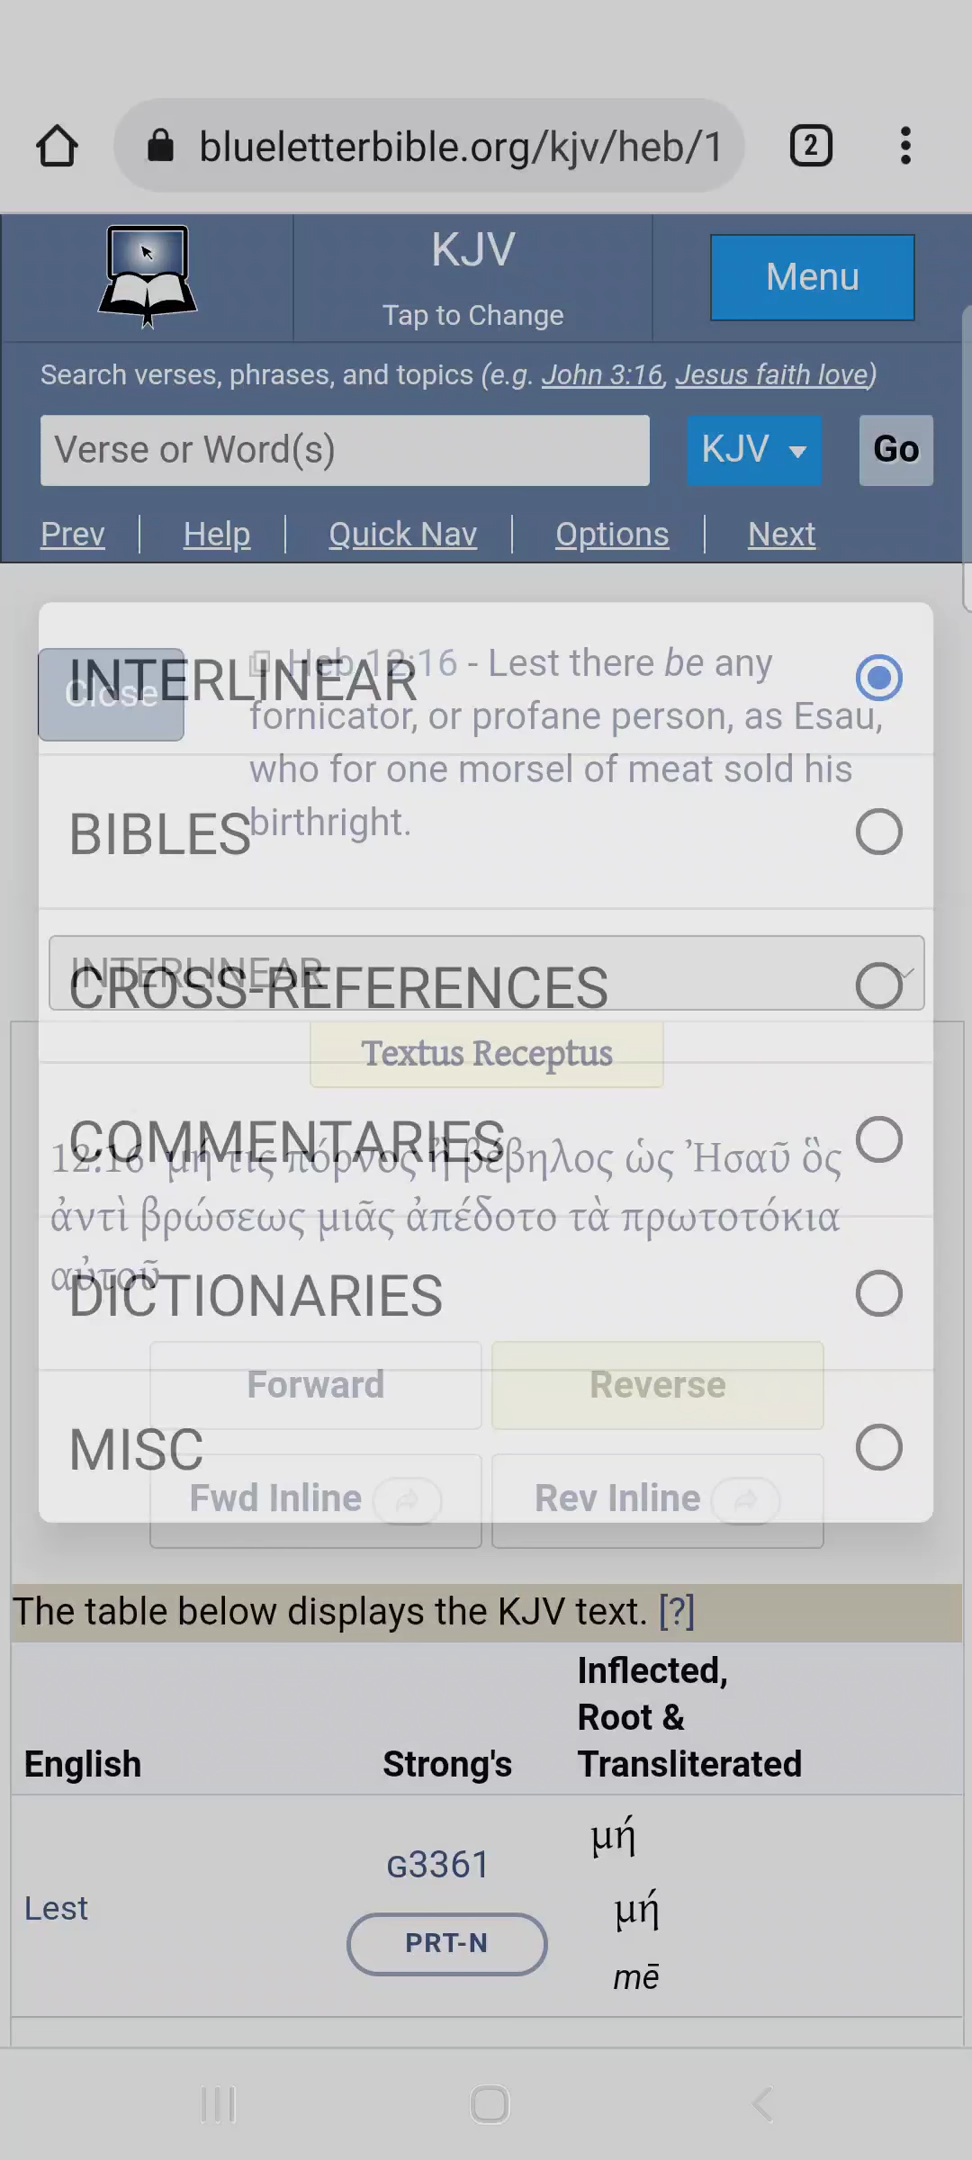 blueletterbible.org/kjv/heb/1
2
KJV
Tap to Change
Menu
Search verses, phrases, and topics (e.g. John 3:16, Jesus faith love)
Verse or Word(s)
KJV
Go
Prev
Help
Quick Nav
Options
Next
INTERLINEAR
Close
Heb 12:16 - Lest there be any
fornicator, or profane person, as Esau,
who for one morsel of meat sold his
birthright.
BIBLES
INTERLINEAR
CROSS-REFERENCES
Textus Receptus
COMMENTARIES
12:16 μή τις πόρνος ἢ βέβηλος ὡς Ἠσαῦ ὃς
ἀντὶ βρώσεως μιᾶς ἀπέδοτο τὰ πρωτοτόκια
αὐτοῦ
DICTIONARIES
Forward
Reverse
MISC
Fwd Inline
Rev Inline
The table below displays the KJV text. [?]
English
Strong's
Inflected,
Root &
Transliterated
Lest
G3361
PRT-N
μή
μή
mē